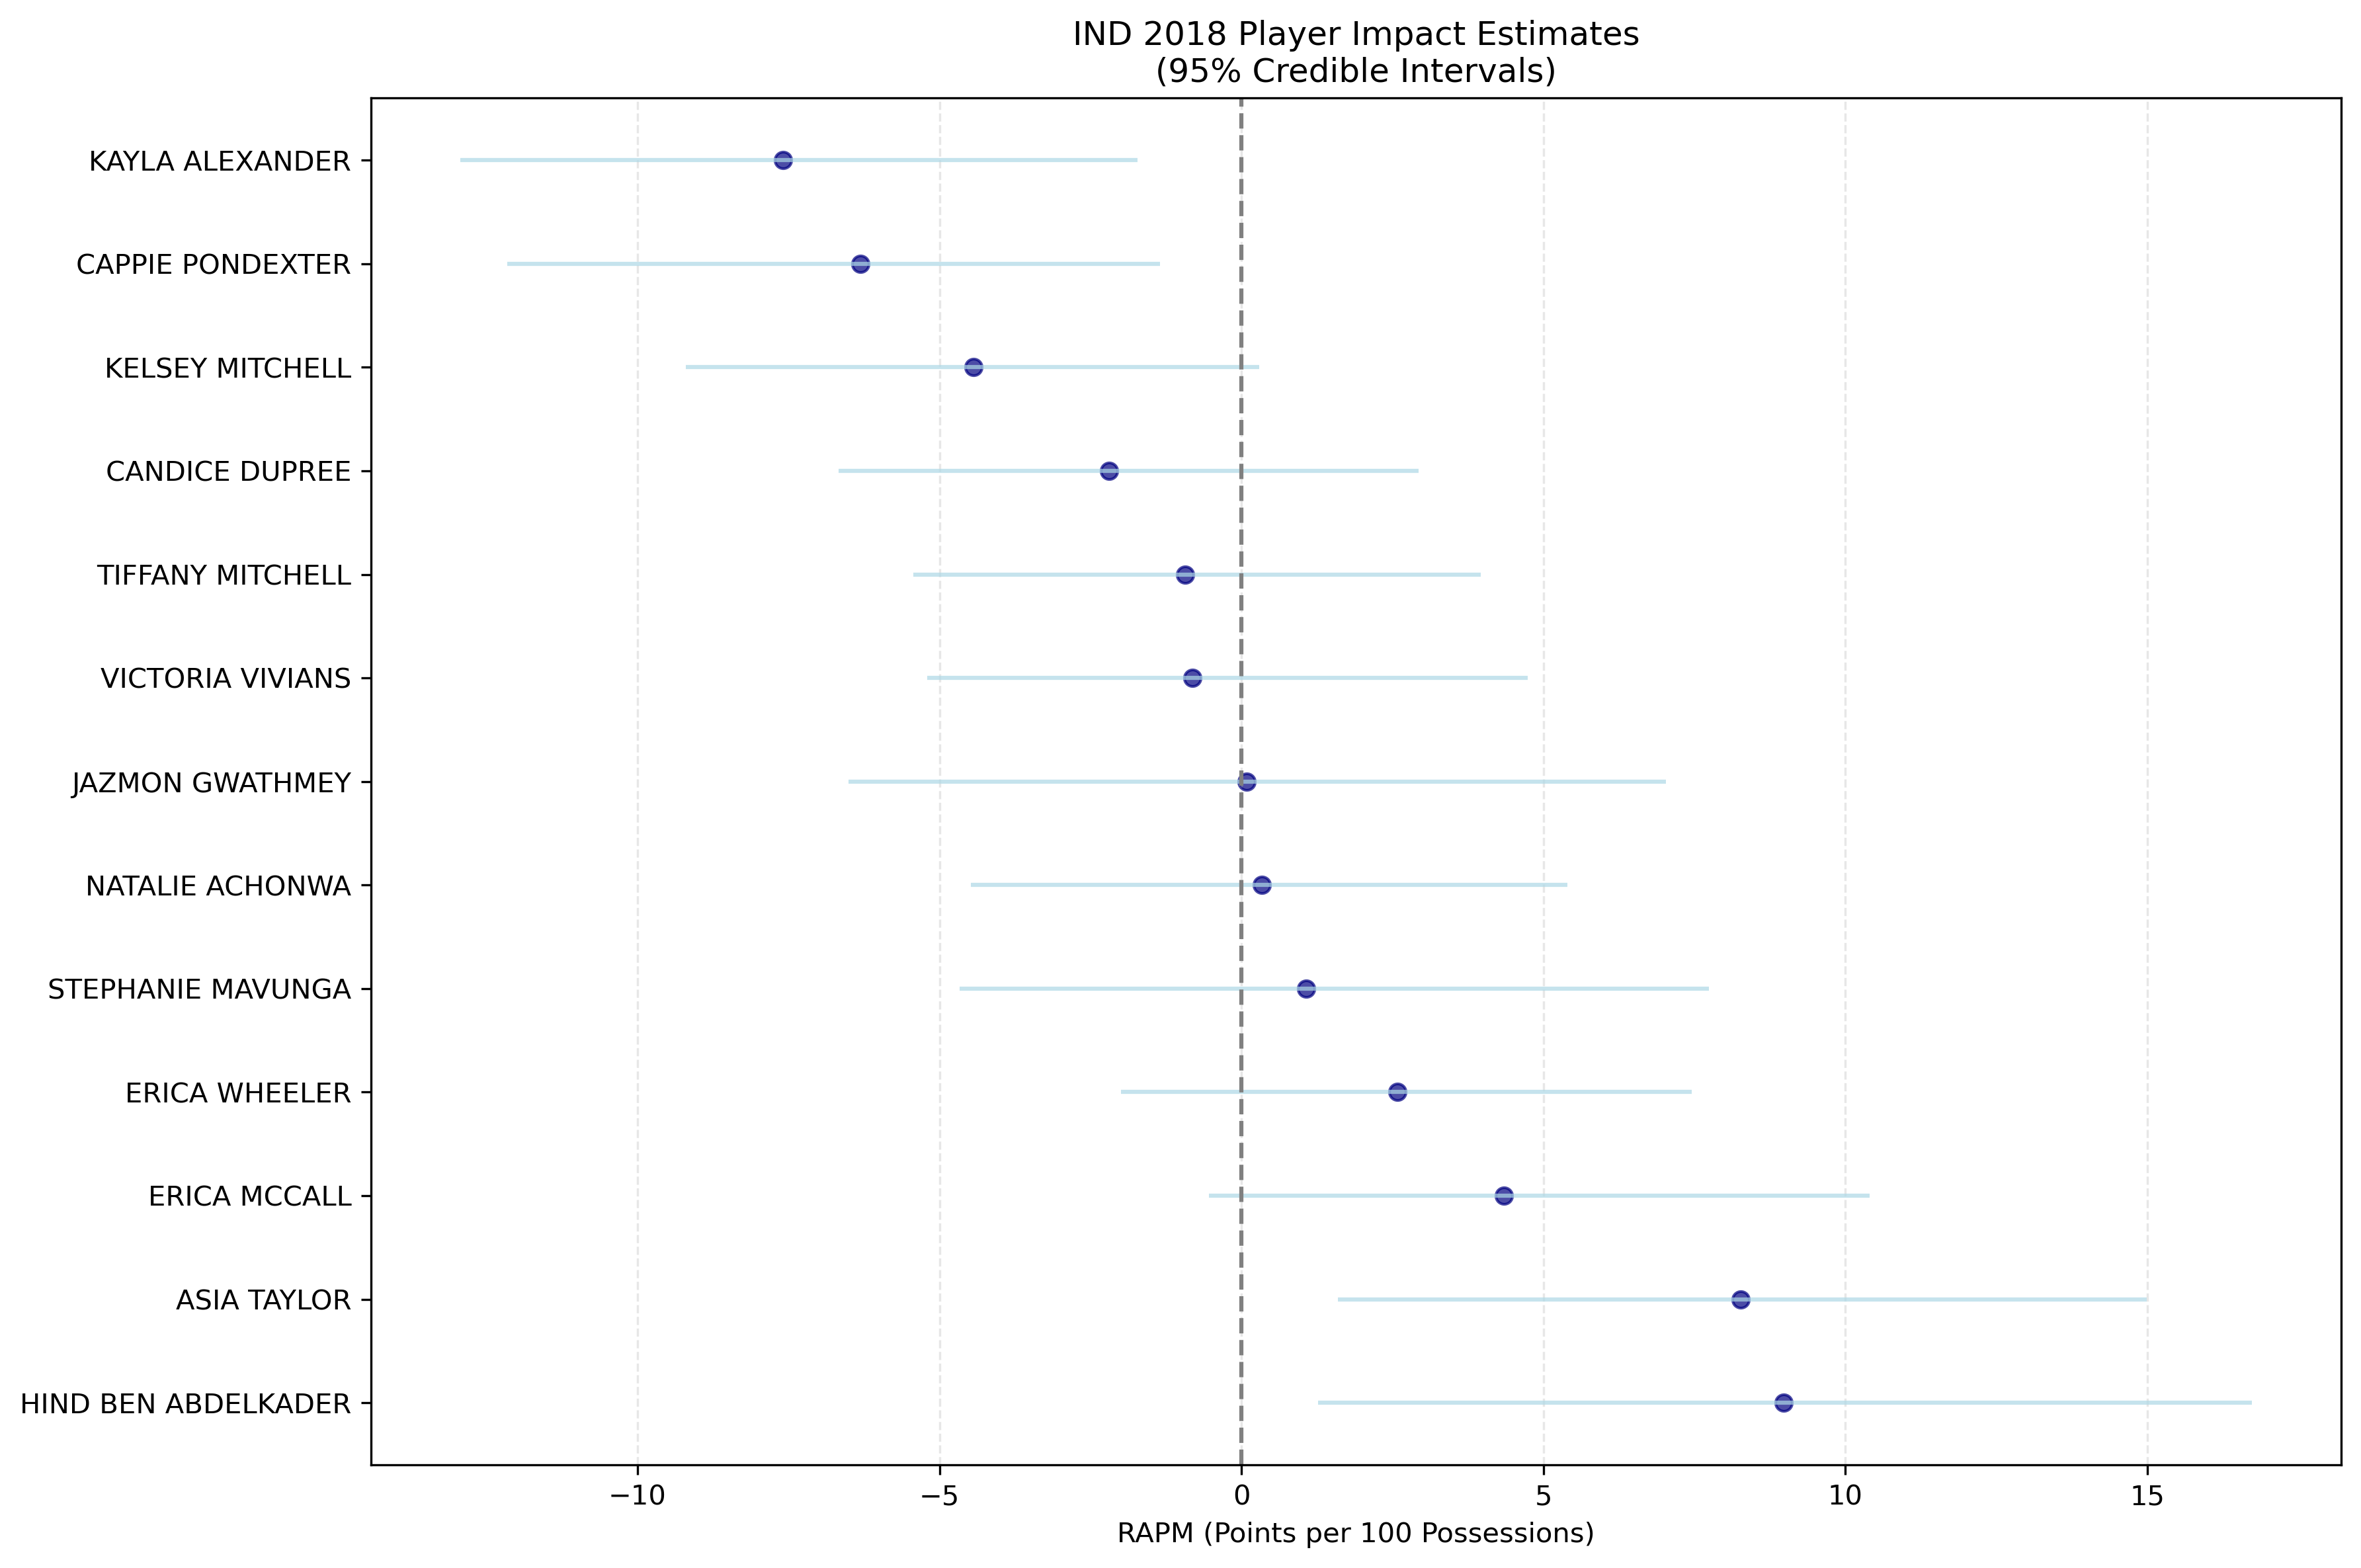 IND 2018 Player Impact Estimates
(95% Credible Intervals)
KAYLA ALEXANDER
CAPPIE PONDEXTER
KELSEY MITCHELL
CANDICE DUPREE
TIFFANY MITCHELL
VICTORIA VIVIANS
JAZMON GWATHMEY
NATALIE ACHONWA
STEPHANIE MAVUNGA
ERICA WHEELER
ERICA MCCALL
ASIA TAYLOR
HIND BEN ABDELKADER
−10 −5 0 5 10 15
RAPM (Points per 100 Possessions)